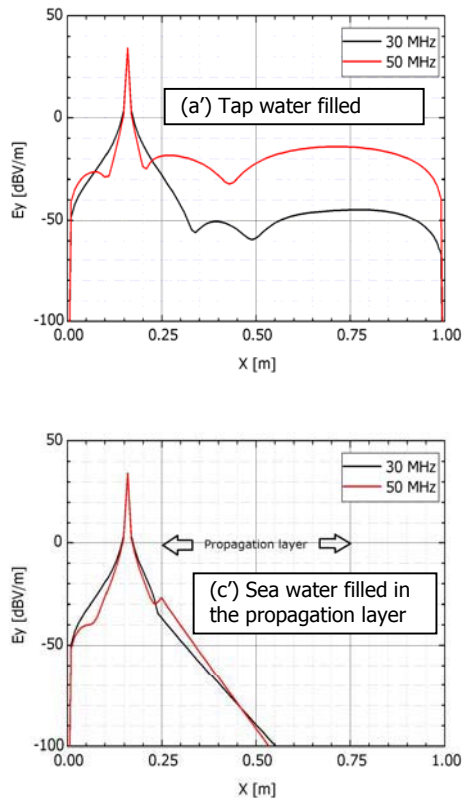 50
30 MHz
50 MHz
(a') Tap water filled
0
Ey [dBV/m]
-50
-100
0.00 0.25 0.50 0.75 1.00
X [m]
50
30 MHz
50 MHz
0
Propagation layer
(c') Sea water filled in
the propagation layer
Ey [dBV/m]
-50
-100
0.00 0.25 0.50 0.75 1.00
X [m]